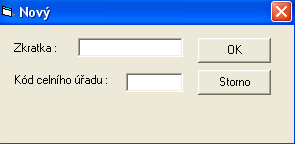 Nový
Zkratka :
OK
Kód celního úřadu :
Storno